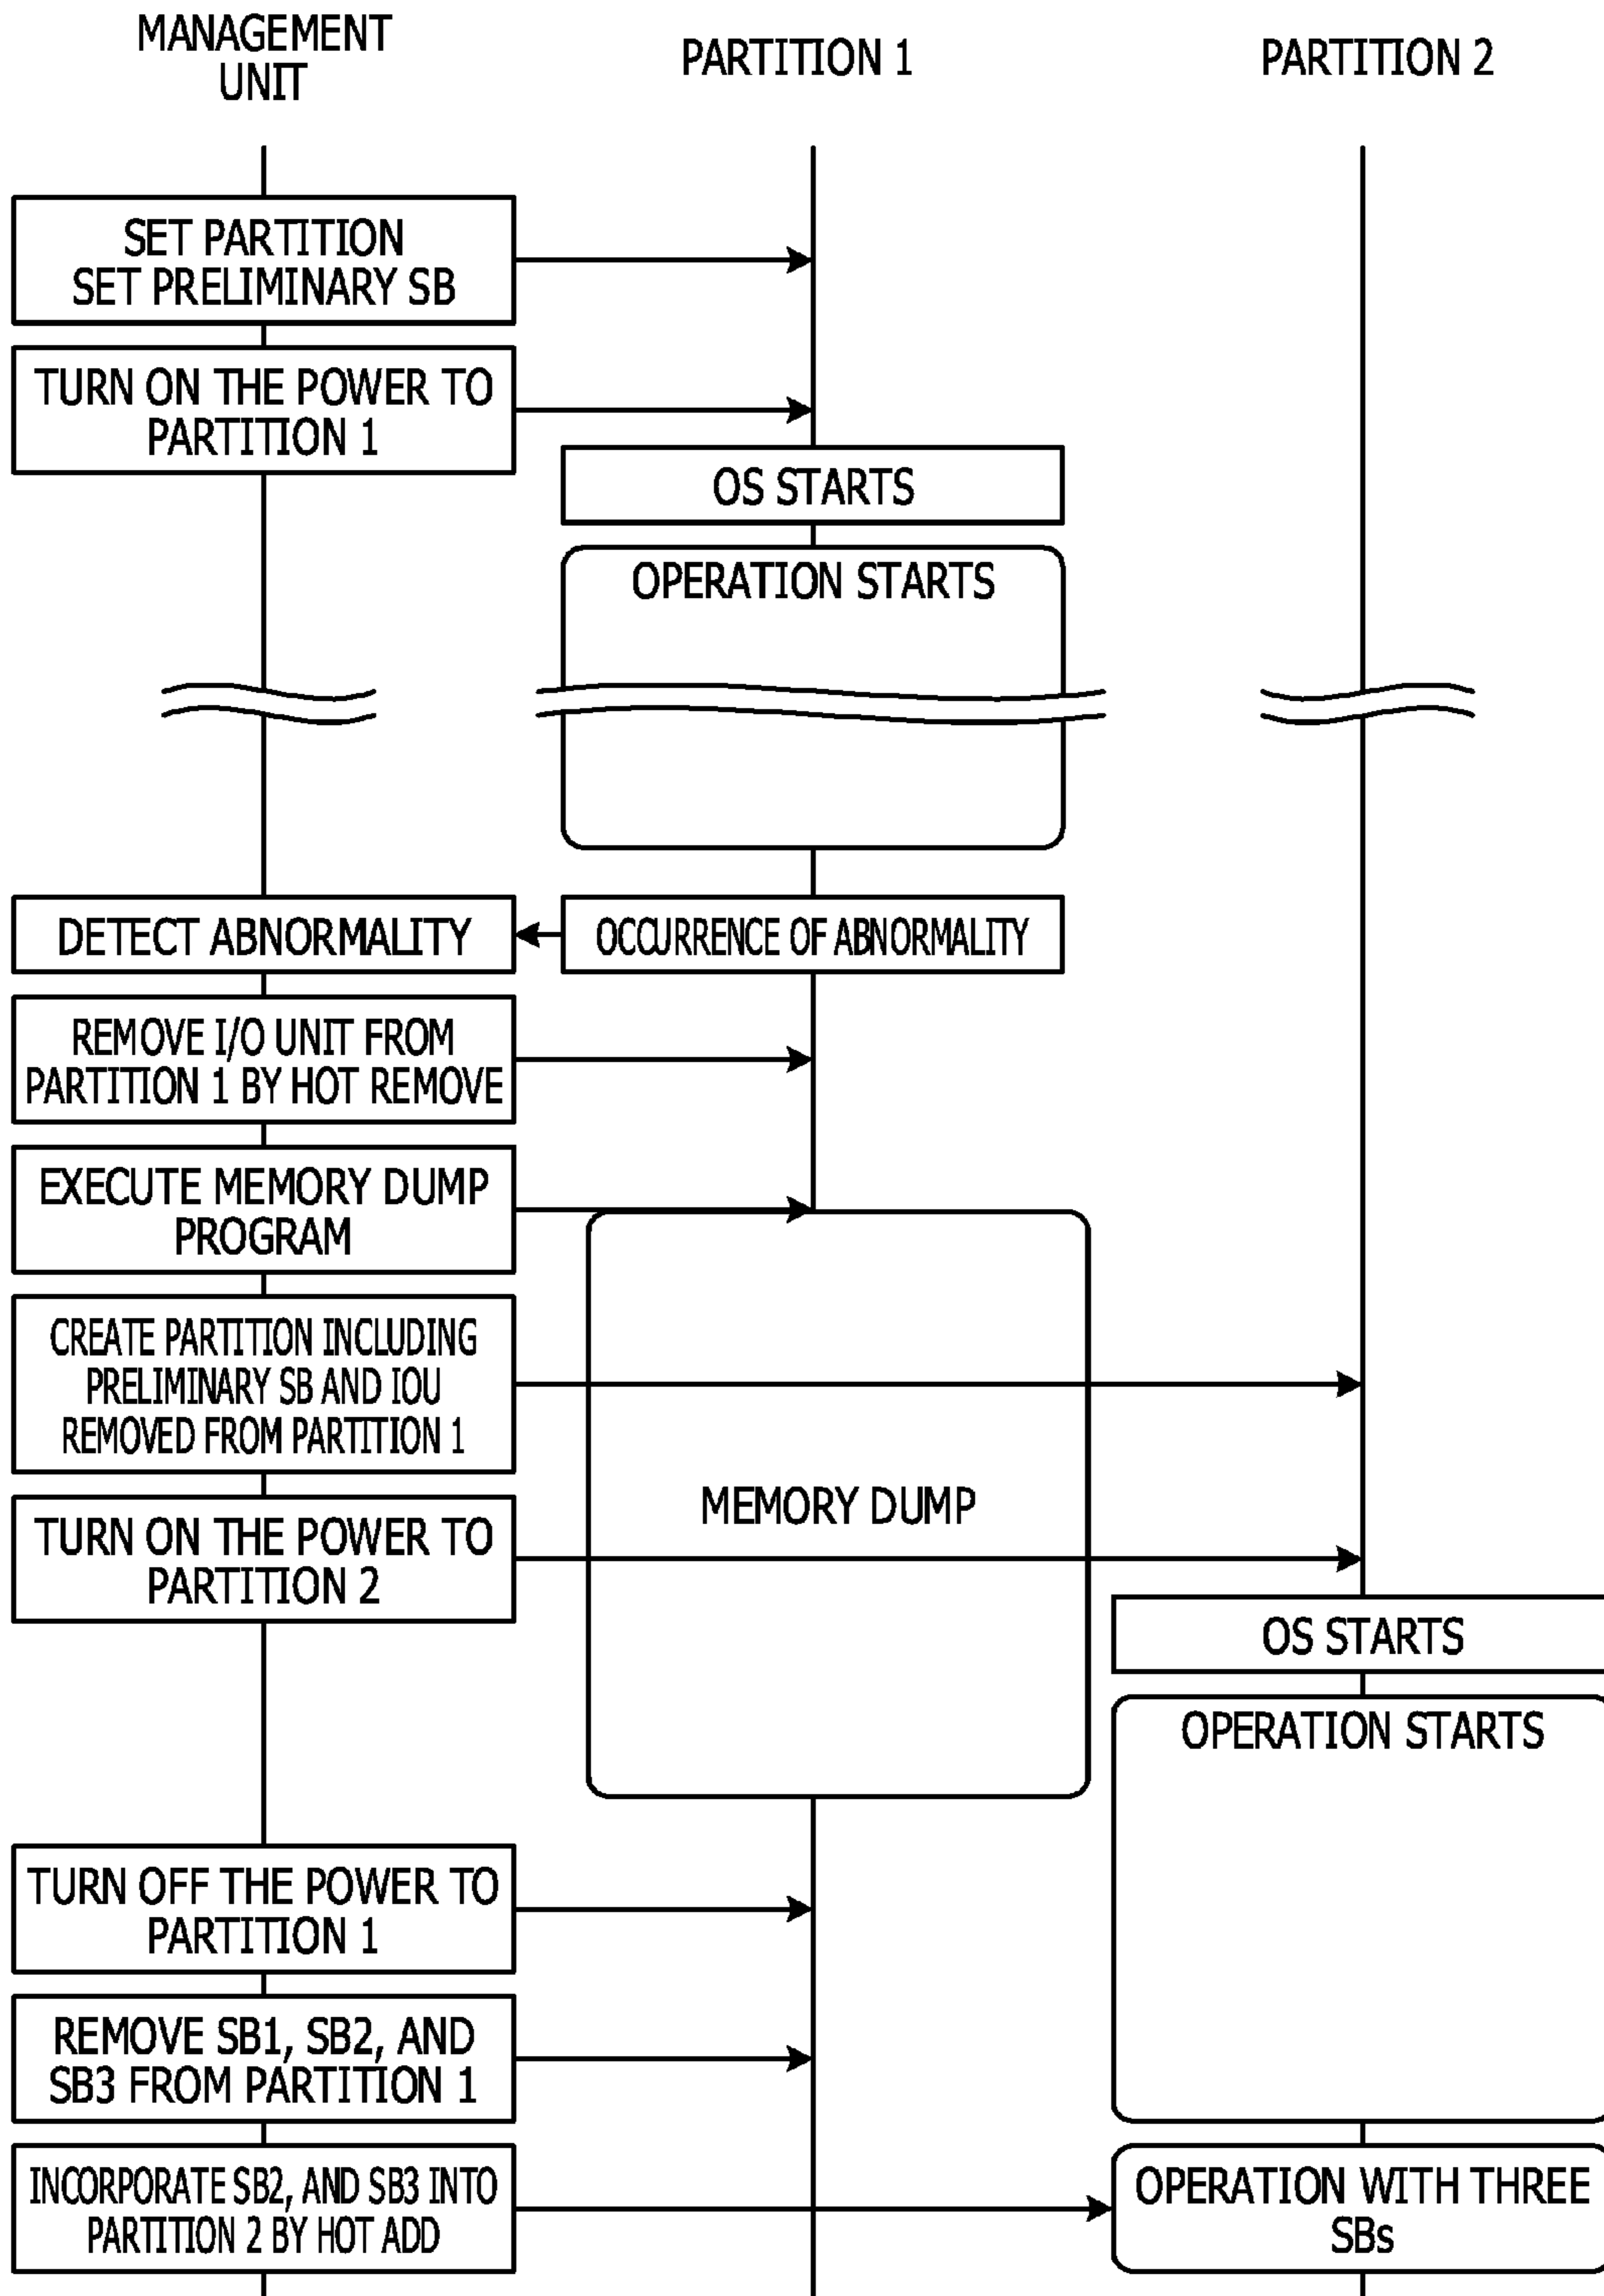 MANAGEMENT
UNIT
PARTITION 1
PARTITION 2
SET PARTITION
SET PRELIMINARY SB
TURN ON THE POWER TO
PARTITION 1
OS STARTS
OPERATION STARTS
DETECT ABNORMALITY
OCCURRENCE OF ABNORMALITY
REMOVE I/O UNIT FROM
PARTITION 1 BY HOT REMOVE
EXECUTE MEMORY DUMP
PROGRAM
CREATE PARTITION INCLUDING
PRELIMINARY SB AND IOU
REMOVED FROM PARTITION 1
MEMORY DUMP
TURN ON THE POWER TO
PARTITION 2
OS STARTS
OPERATION STARTS
TURN OFF THE POWER TO
PARTITION 1
REMOVE SB1, SB2, AND
SB3 FROM PARTITION 1
INCORPORATE SB2, AND SB3 INTO
PARTITION 2 BY HOT ADD
OPERATION WITH THREE
SBs